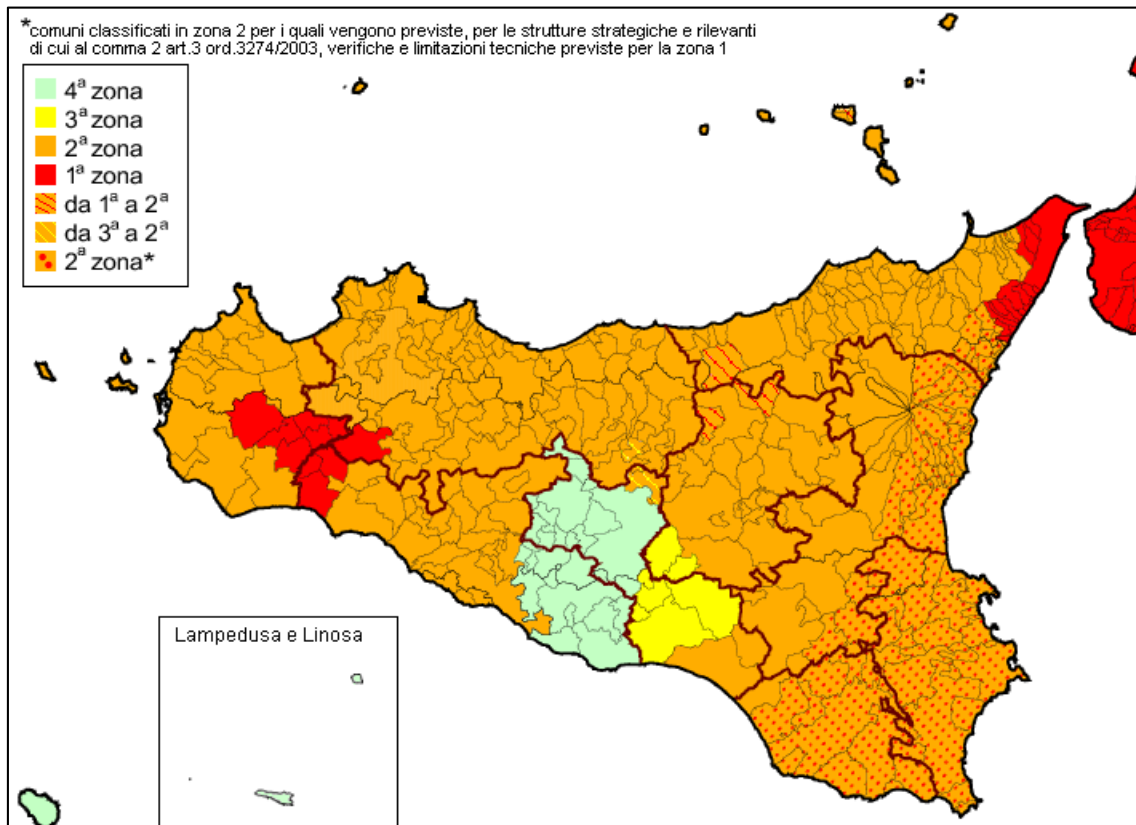 *comuni classificati in zona 2 per i quali vengono previste, per le strutture strategiche e rilevanti
di cui al comma 2 art.3 ord.3274/2003, verifiche e limitazioni tecniche previste per la zona 1
4ª zona
3ª zona
2ª zona
1ª zona
da 1ª a 2ª
da 3ª a 2ª
2ª zona*
Lampedusa e Linosa